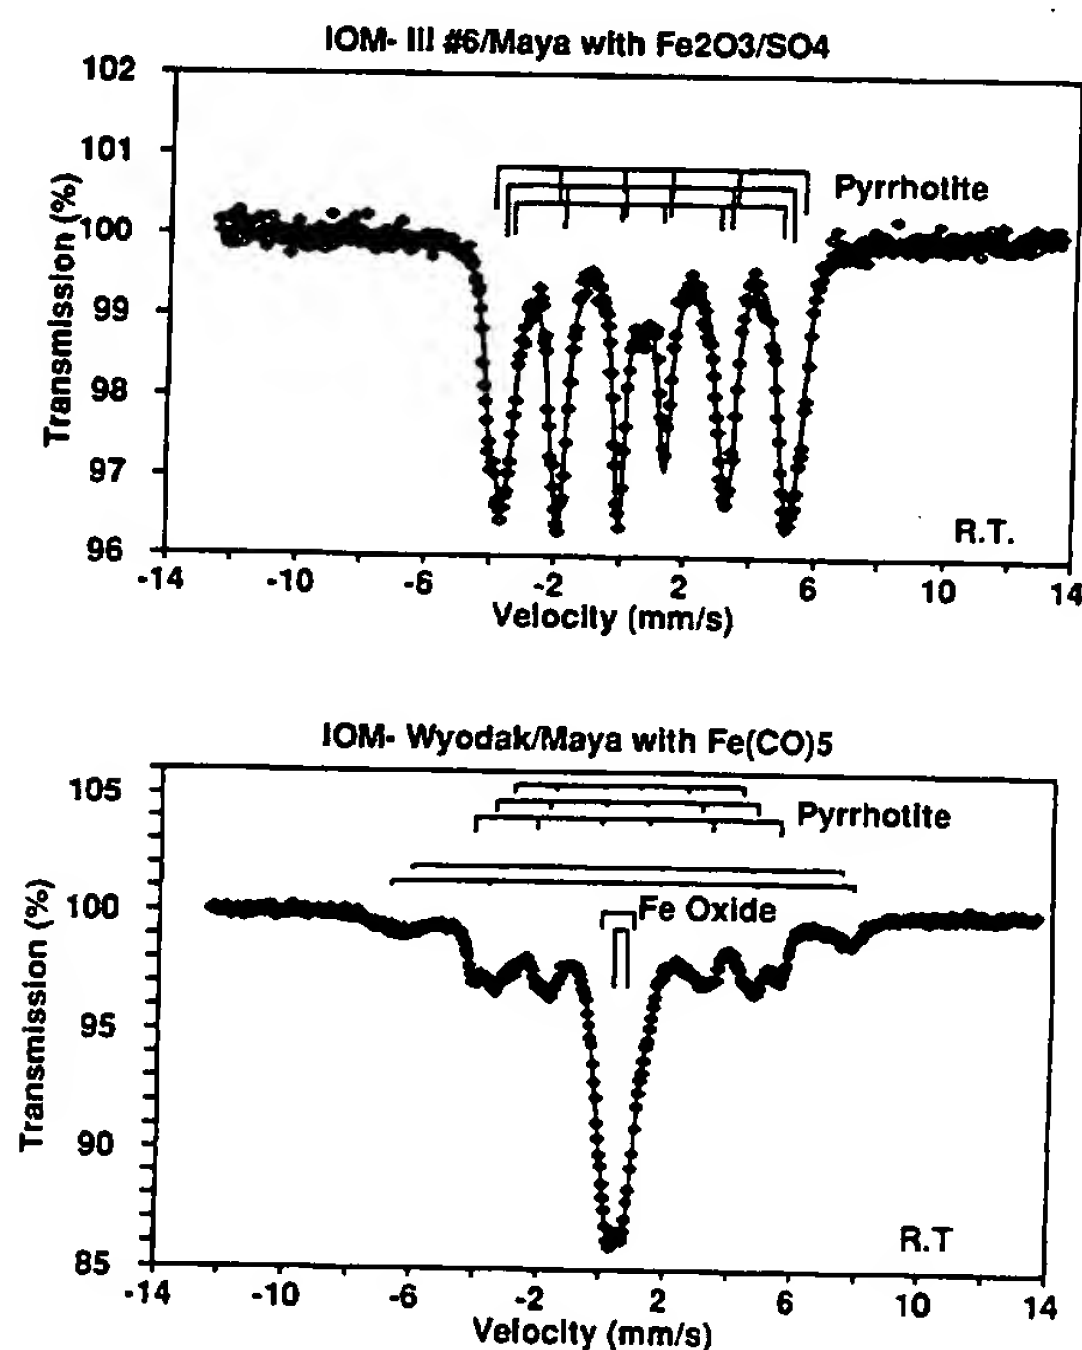 IOM- III #6/Maya with Fe2O3/SO4
102
101
100
99
98
97
96
Transmission (%)
Pyrrhotite
R.T.
-14 -10 -6 -2 2 6 10 14
Velocity (mm/s)
IOM- Wyodak/Maya with Fe(CO)5
105
100
95
90
85
Transmission (%)
Pyrrhotite
Fe Oxide
R.T
-14 -10 -6 -2 2 6 10 14
Velocity (mm/s)